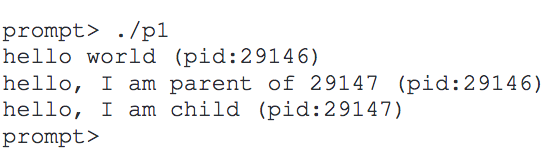 prompt> ./p1
hello world (pid:29146)
hello, I am parent of 29147 (pid:29146)
hello, I am child (pid:29147)
prompt>